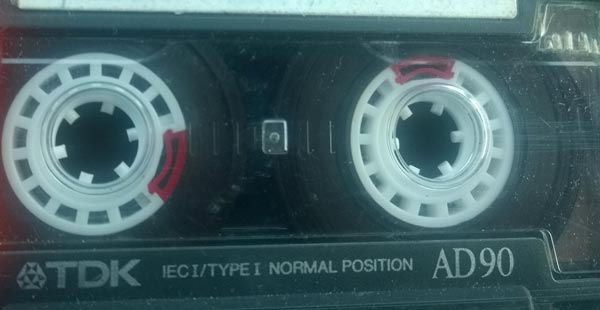 TDK IEC I/TYPE I NORMAL POSITION AD90